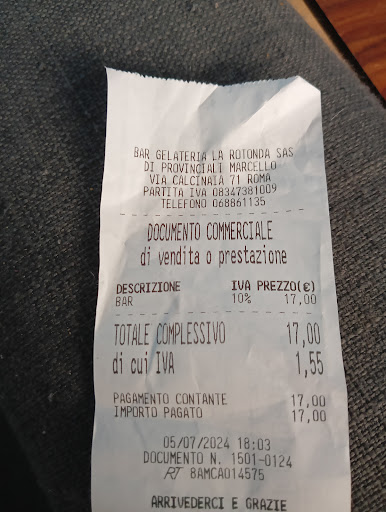 BAR GELATERIA LA ROTONDA SAS
DI PROVINCIALI MARCELLO
VIA CALCINAIA 71 ROMA
PARTITA IVA 08347381009
TELEFONO 068861135
DOCUMENTO COMMERCIALE
di vendita o prestazione
DESCRIZIONE IVA PREZZO(€)
BAR 10% 17,00
TOTALE COMPLESSIVO 17,00
di cui IVA 1,55
PAGAMENTO CONTANTE 17,00
IMPORTO PAGATO 17,00
05/07/2024 18:03
DOCUMENTO N. 1501-0124
RT 8AMCA014575
ARRIVEDERCI E GRAZIE